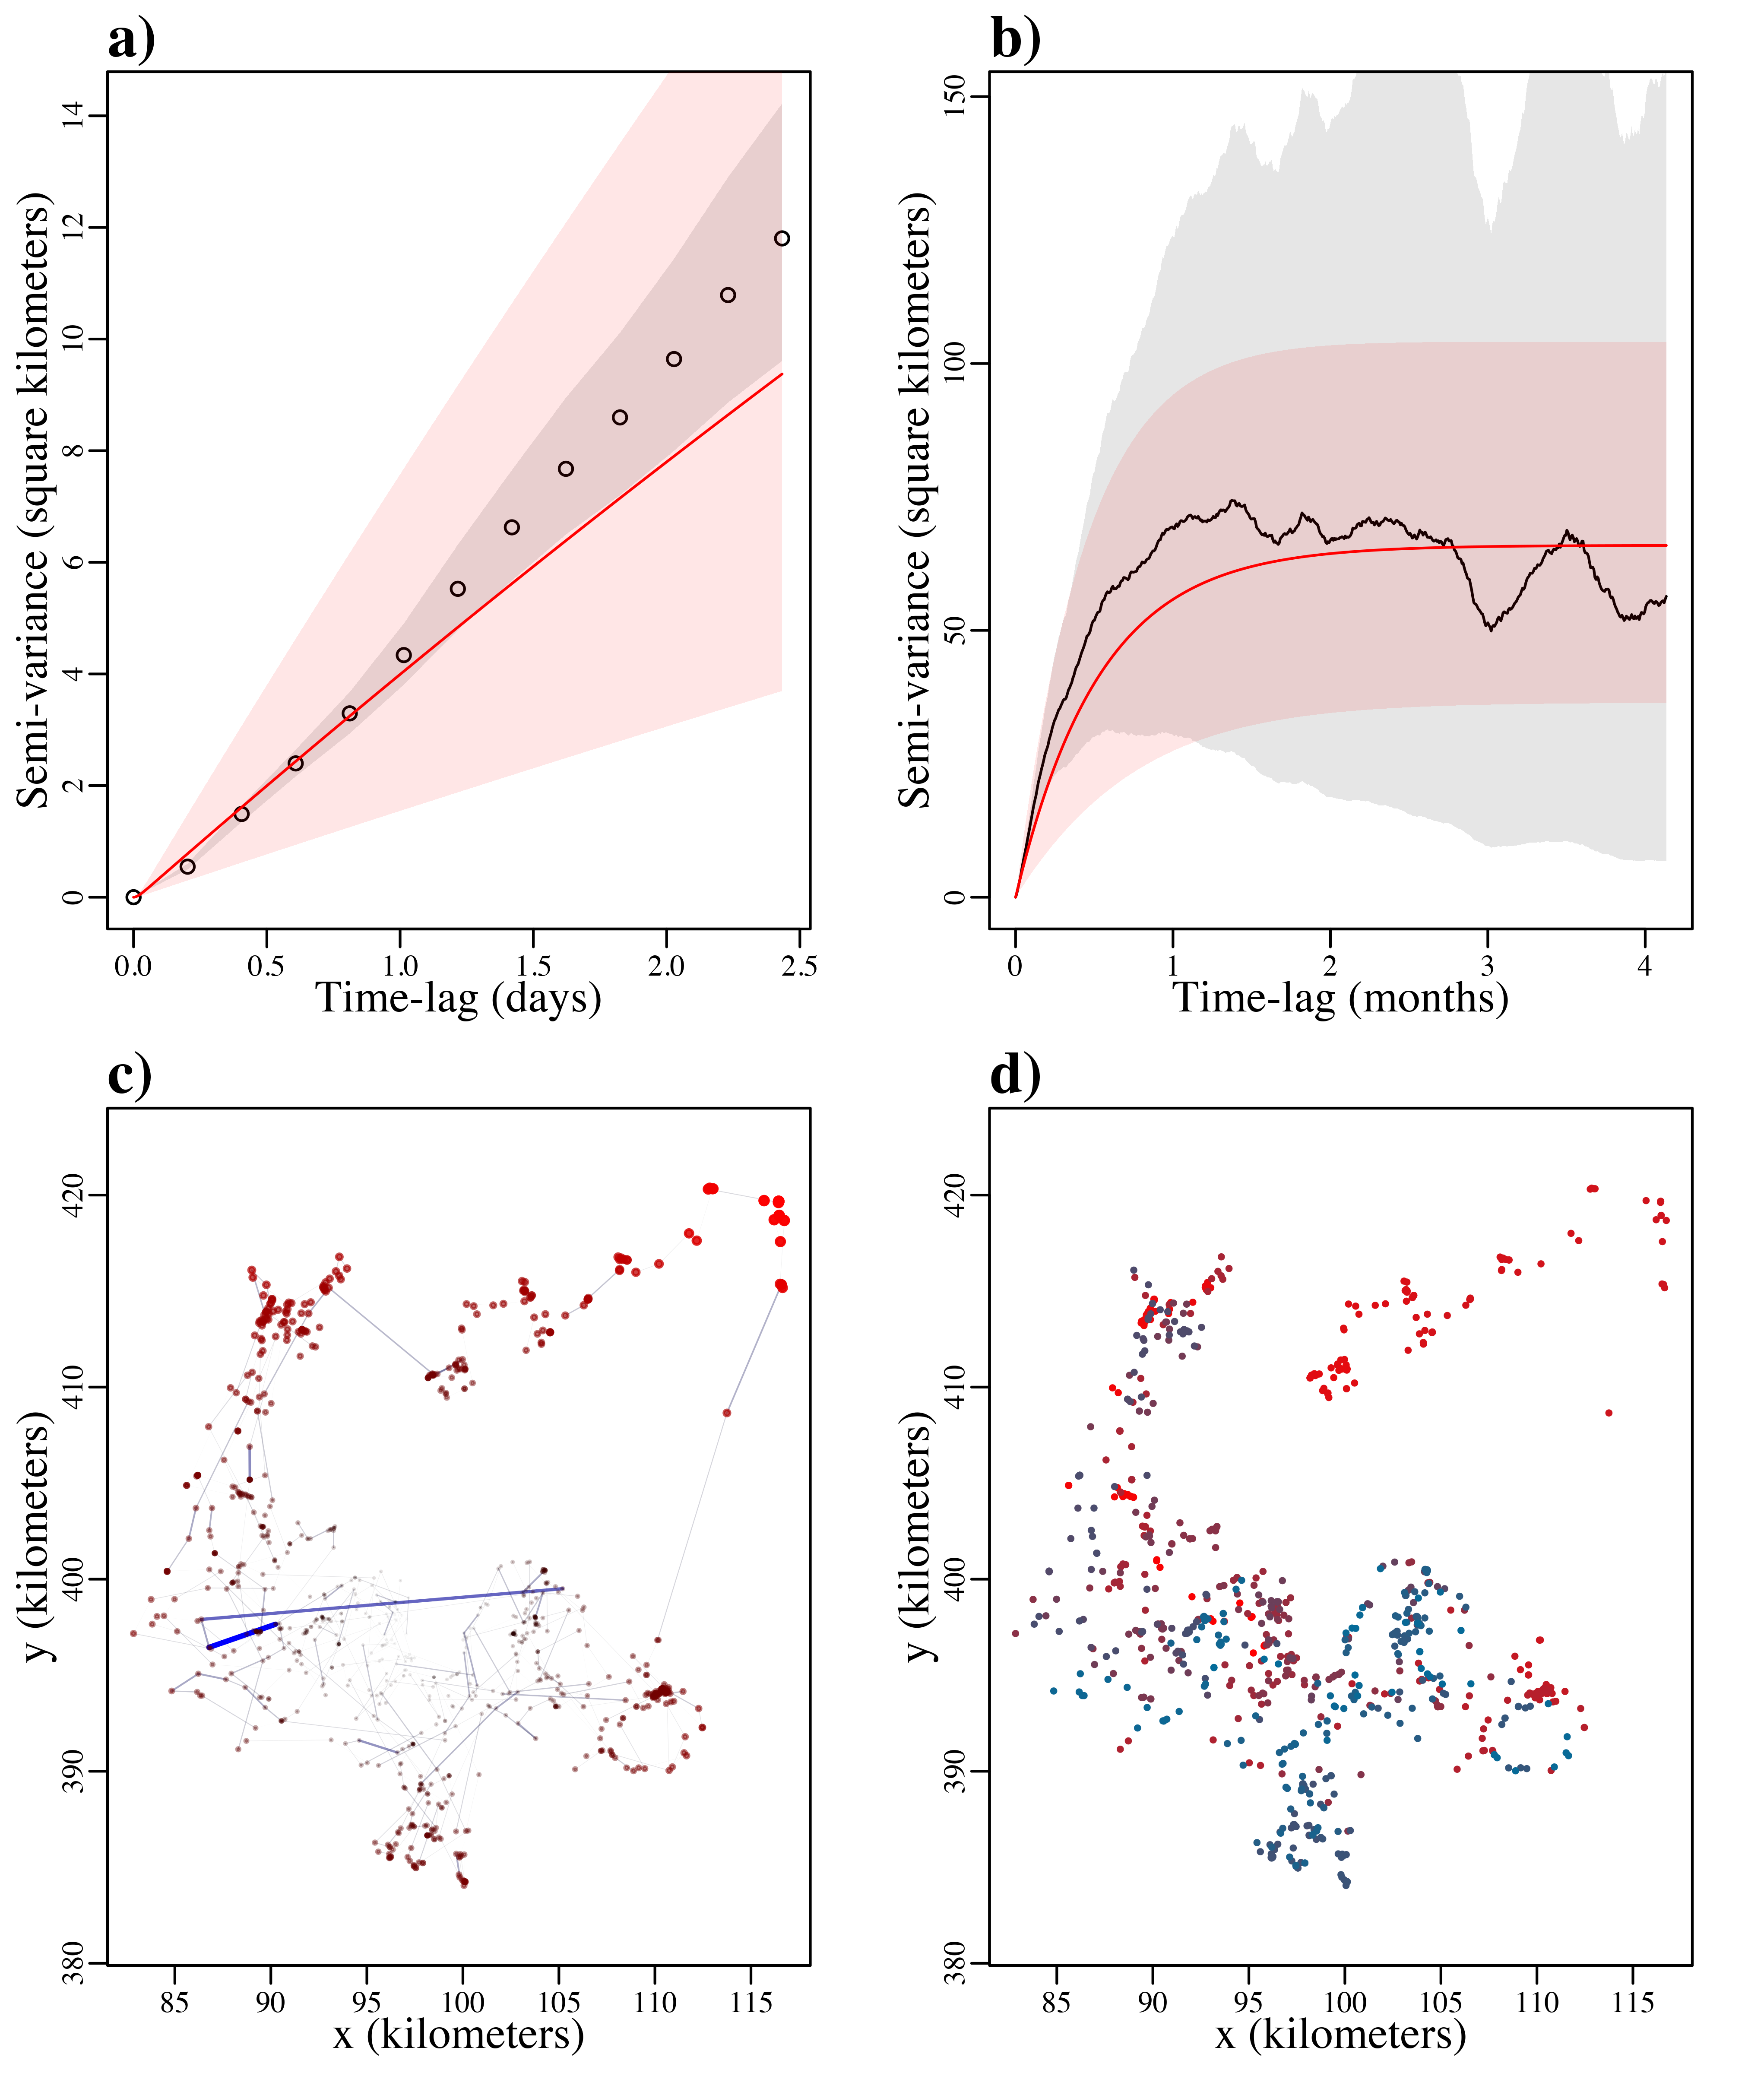 a)
Semi-variance (square kilometers)
0 2 4 6 8 10 12 14
0.0 0.5 1.0 1.5 2.0 2.5
Time-lag (days)
b)
Semi-variance (square kilometers)
0 50 100 150
0 1 2 3 4
Time-lag (months)
c)
y (kilometers)
380 390 400 410 420
85 90 95 100 105 110 115
x (kilometers)
d)
y (kilometers)
380 390 400 410 420
85 90 95 100 105 110 115
x (kilometers)